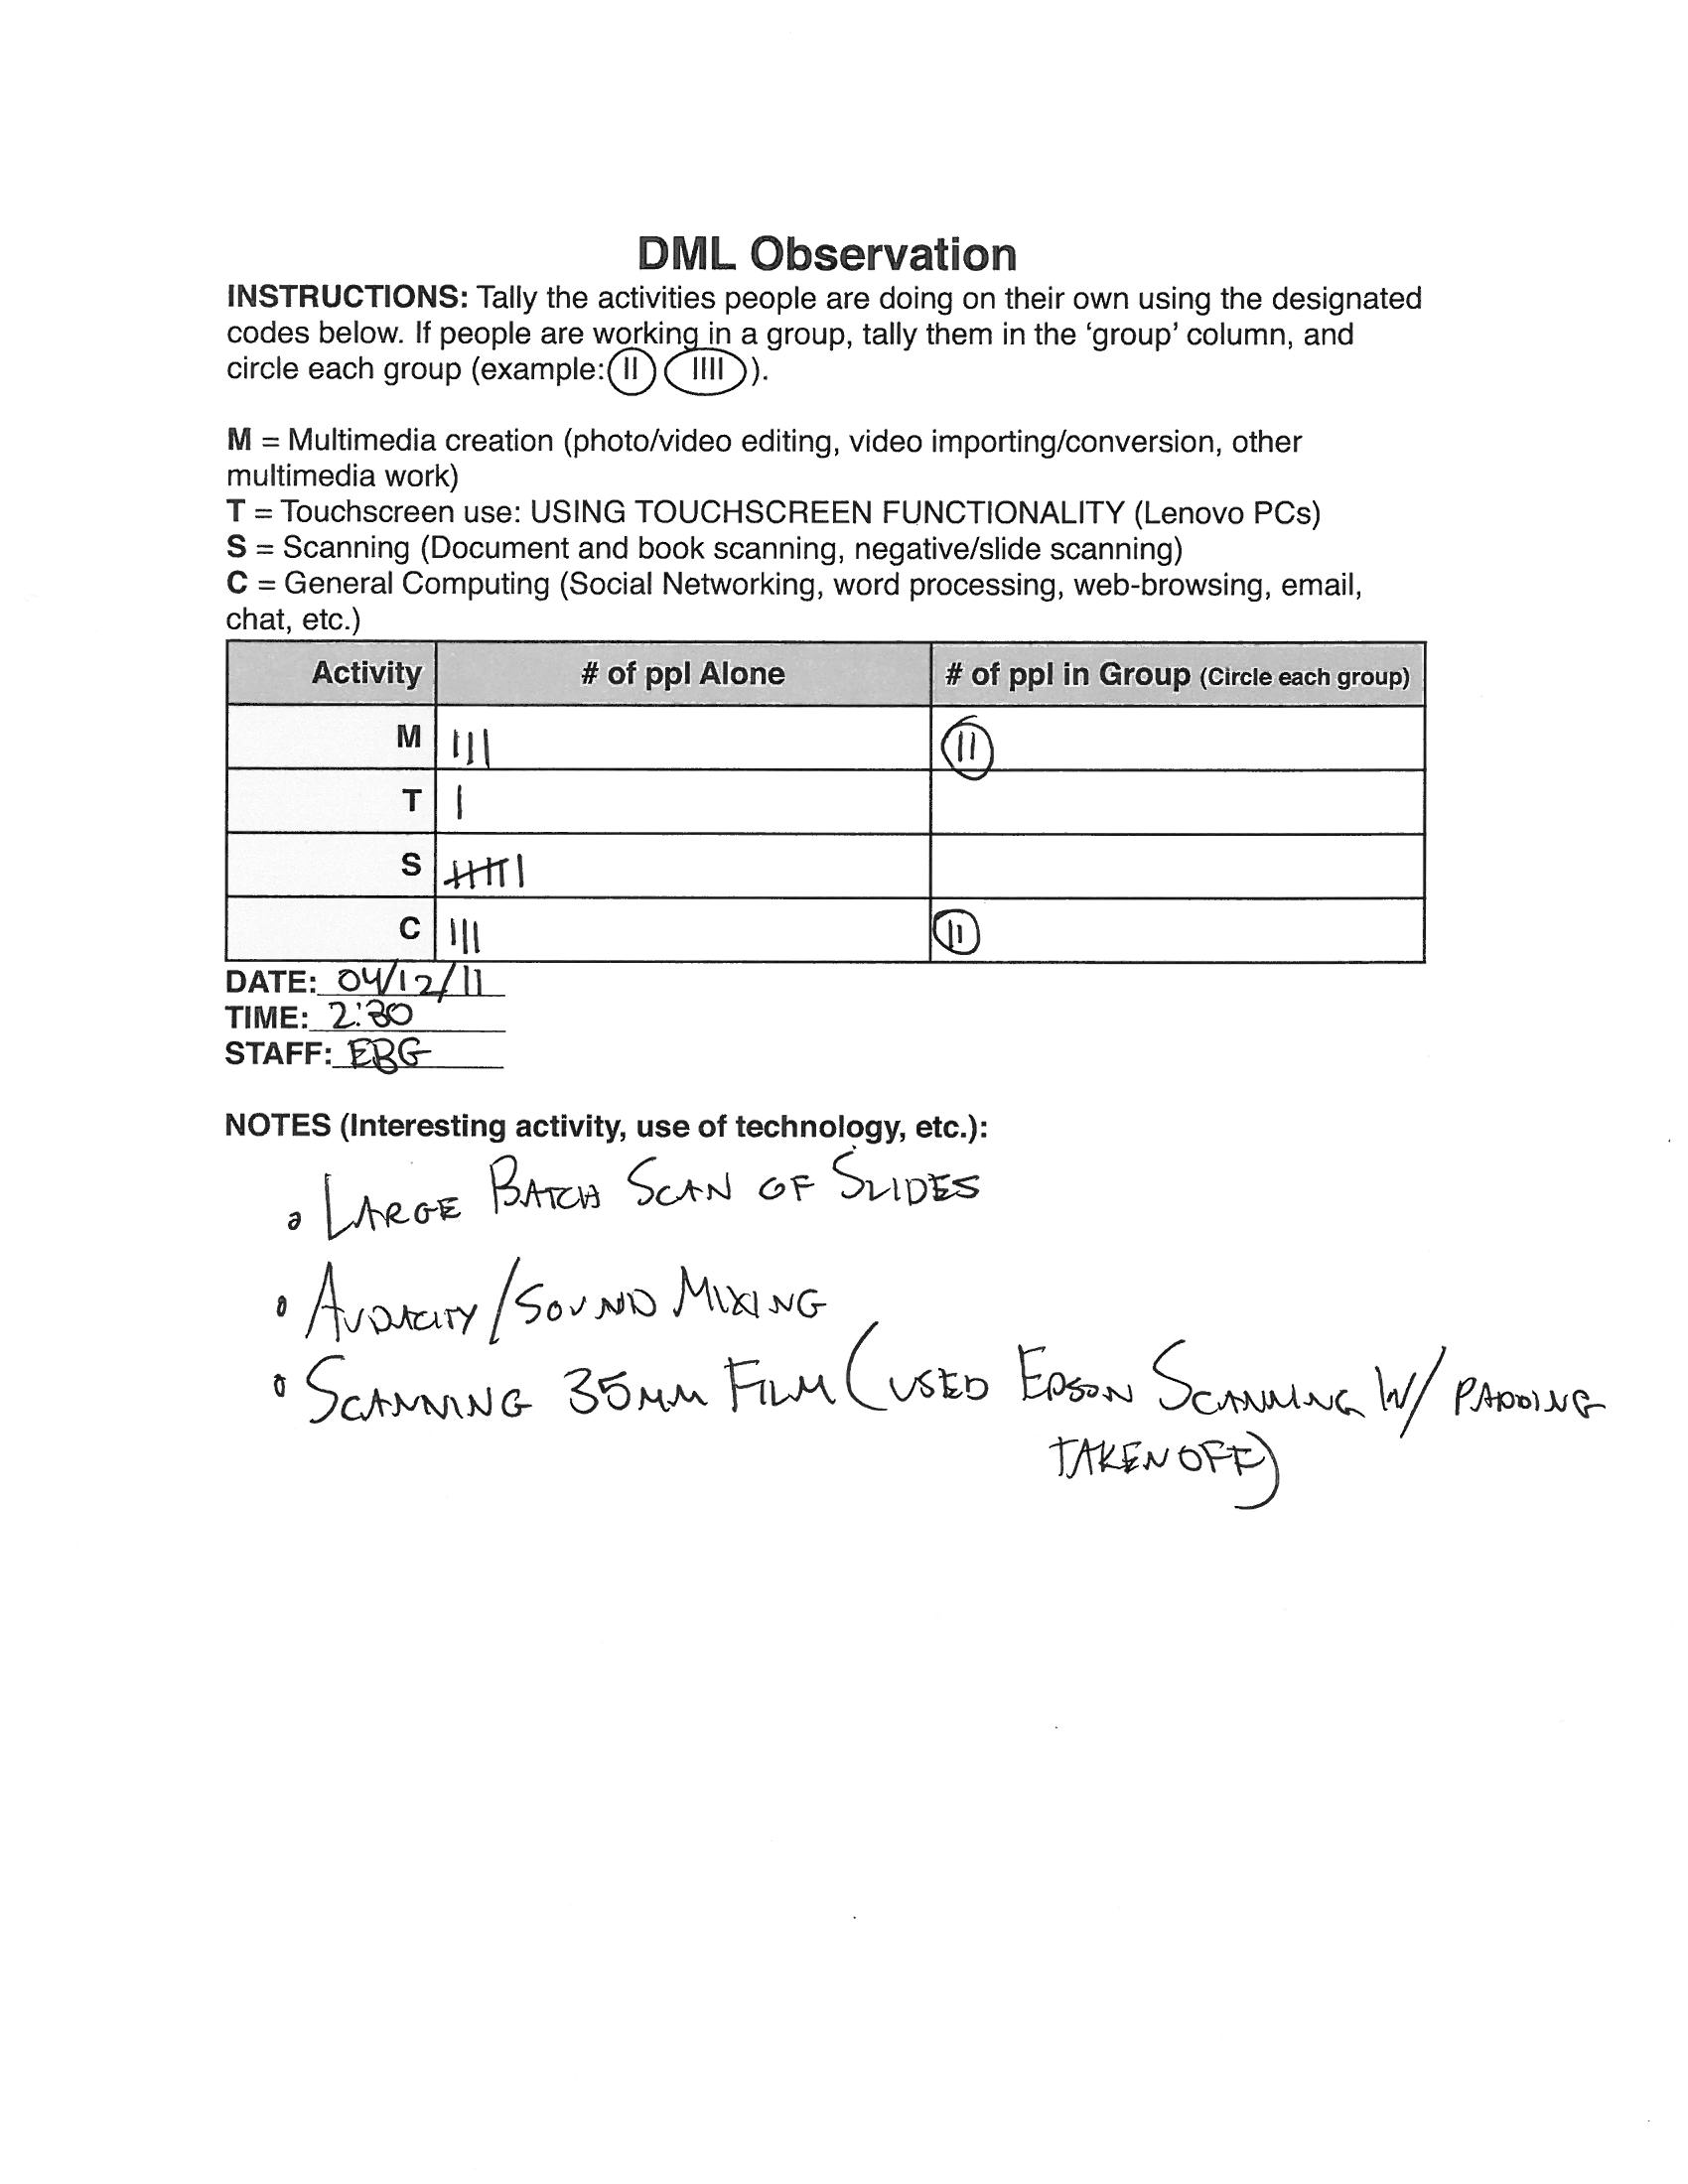 DML Observation
INSTRUCTIONS: Tally the activities people are doing on their own using the designated
codes below. If people are working in a group, tally them in the 'group' column, and
circle each group (example: II IIII ).
M = Multimedia creation (photo/video editing, video importing/conversion, other
multimedia work)
T = Touchscreen use: USING TOUCHSCREEN FUNCTIONALITY (Lenovo PCs)
S = Scanning (Document and book scanning, negative/slide scanning)
C = General Computing (Social Networking, word processing, web-browsing, email,
chat, etc.)
Activity # of ppl Alone # of ppl in Group (Circle each group)
M III II
T I
S IIIII I
C III II
DATE: 04/12/11
TIME: 2:30
STAFF: EBG
NOTES (Interesting activity, use of technology, etc.):
• LARGE BATCH SCAN OF SLIDES
• AUDACITY/SOUND MIXING
• SCANNING 35MM FILM (USED EPSON SCANNING W/ PADDING
TAKEN OFF)